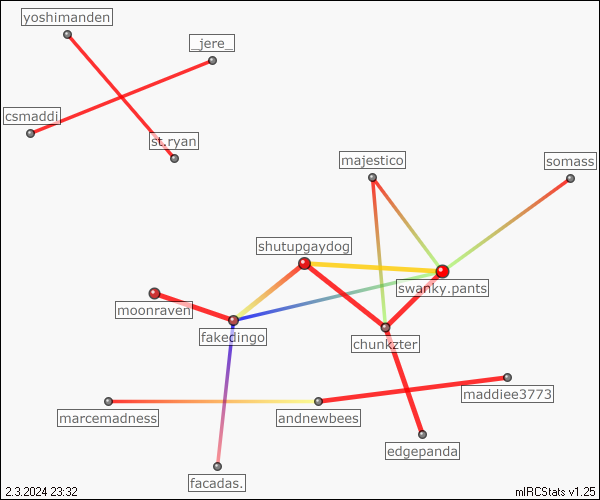 yoshimanden
_jere_
csmaddi
st.ryan
majestico
somass
shutupgaydog
swanky.pants
moonraven
fakedingo
chunkzter
maddiee3773
marcemadness
andnewbees
edgepanda
facadas.
2.3.2024 23:32
mIRCStats v1.25